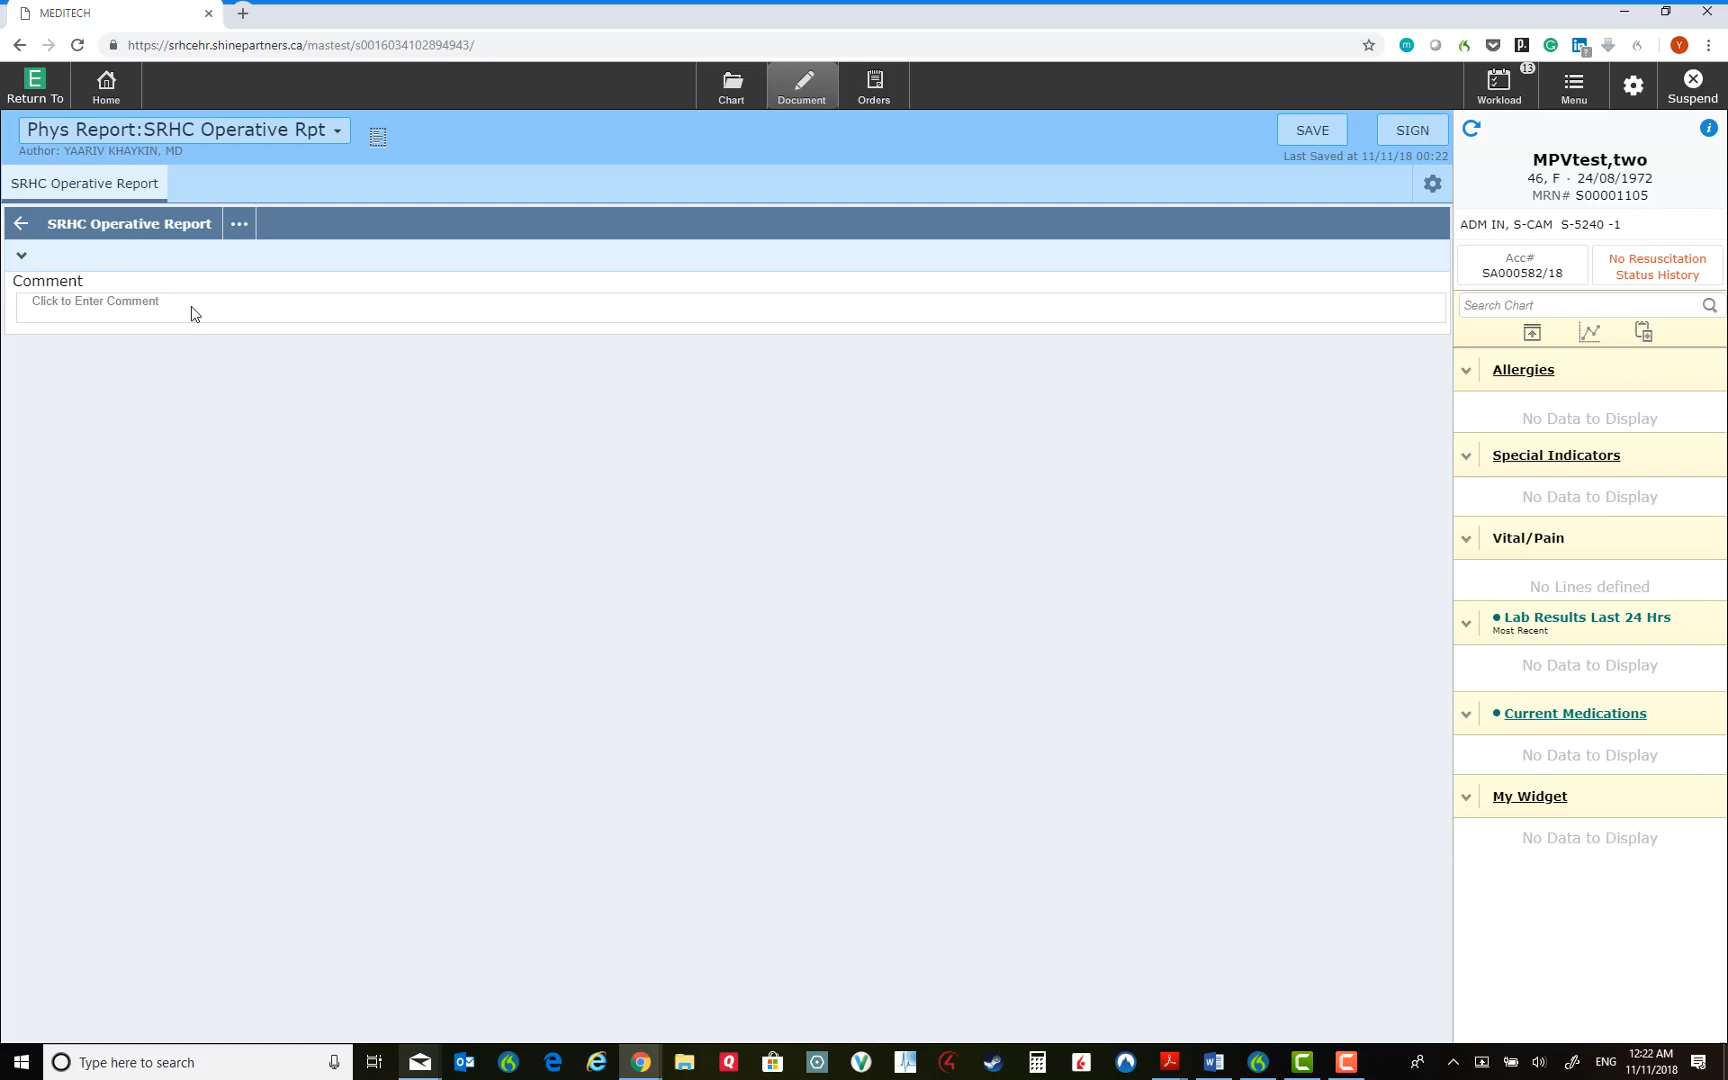 MEDITECH
https://srhcehr.shinepartners.ca/mastest/s0016034102894943/
E
Return To
Home
Chart
Document
Orders
13
Workload
Menu
Suspend
Phys Report:SRHC Operative Rpt
Author: YAARIV KHAYKIN, MD
SAVE
SIGN
Last Saved at 11/11/18 00:22
SRHC Operative Report
SRHC Operative Report
Comment
Click to Enter Comment
MPVtest,two
46, F · 24/08/1972
MRN# S00001105
ADM IN, S-CAM S-5240 -1
Acc#
SA000582/18
No Resuscitation
Status History
Search Chart
Allergies
No Data to Display
Special Indicators
No Data to Display
Vital/Pain
No Lines defined
Lab Results Last 24 Hrs
Most Recent
No Data to Display
Current Medications
No Data to Display
My Widget
No Data to Display
Type here to search
ENG
12:22 AM
11/11/2018